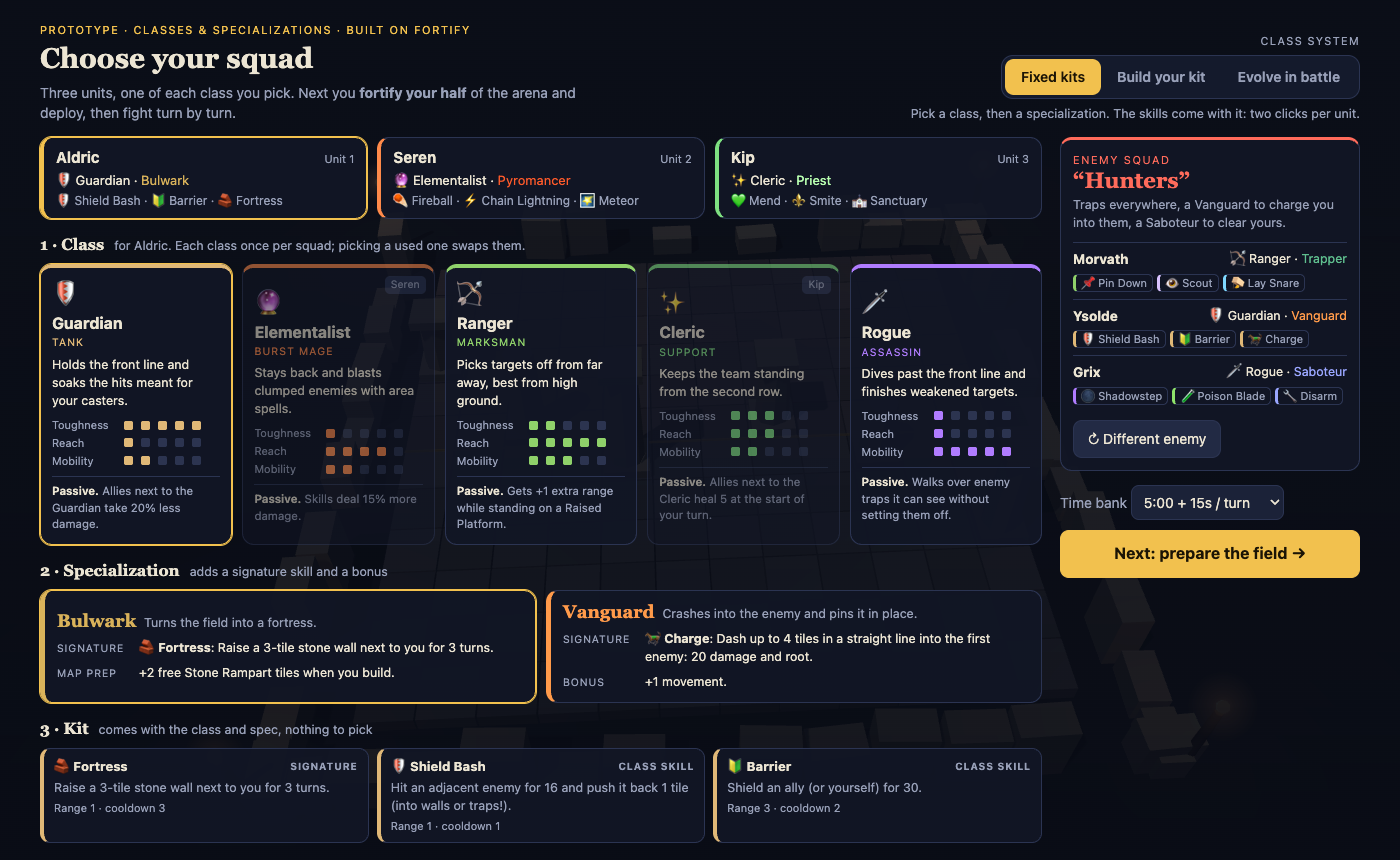 PROTOTYPE · CLASSES & SPECIALIZATIONS · BUILT ON FORTIFY
Choose your squad
Three units, one of each class you pick. Next you fortify your half of the arena and
deploy, then fight turn by turn.
CLASS SYSTEM
Fixed kits
Build your kit
Evolve in battle
Pick a class, then a specialization. The skills come with it: two clicks per unit.
Aldric
Unit 1
Guardian · Bulwark
Shield Bash · Barrier · Fortress
Seren
Unit 2
Elementalist · Pyromancer
Fireball · Chain Lightning · Meteor
Kip
Unit 3
Cleric · Priest
Mend · Smite · Sanctuary
1 · Class for Aldric. Each class once per squad; picking a used one swaps them.
Guardian
TANK
Holds the front line and
soaks the hits meant for
your casters.
Toughness
Reach
Mobility
Passive. Allies next to the
Guardian take 20% less
damage.
Seren
Elementalist
BURST MAGE
Stays back and blasts
clumped enemies with area
spells.
Toughness
Reach
Mobility
Passive. Skills deal 15% more
damage.
Ranger
MARKSMAN
Picks targets off from far
away, best from high
ground.
Toughness
Reach
Mobility
Passive. Gets +1 extra range
while standing on a Raised
Platform.
Kip
Cleric
SUPPORT
Keeps the team standing
from the second row.
Toughness
Reach
Mobility
Passive. Allies next to the
Cleric heal 5 at the start of
your turn.
Rogue
ASSASSIN
Dives past the front line and
finishes weakened targets.
Toughness
Reach
Mobility
Passive. Walks over enemy
traps it can see without
setting them off.
2 · Specialization adds a signature skill and a bonus
Bulwark Turns the field into a fortress.
SIGNATURE Fortress: Raise a 3-tile stone wall next to you for 3 turns.
MAP PREP +2 free Stone Rampart tiles when you build.
Vanguard Crashes into the enemy and pins it in place.
SIGNATURE Charge: Dash up to 4 tiles in a straight line into the first
enemy: 20 damage and root.
BONUS +1 movement.
3 · Kit comes with the class and spec, nothing to pick
Fortress
SIGNATURE
Raise a 3-tile stone wall next to you for 3 turns.
Range 1 · cooldown 3
Shield Bash
CLASS SKILL
Hit an adjacent enemy for 16 and push it back 1 tile
(into walls or traps!).
Range 1 · cooldown 1
Barrier
CLASS SKILL
Shield an ally (or yourself) for 30.
Range 3 · cooldown 2
ENEMY SQUAD
“Hunters”
Traps everywhere, a Vanguard to charge you
into them, a Saboteur to clear yours.
Morvath
Ranger · Trapper
Pin Down
Scout
Lay Snare
Ysolde
Guardian · Vanguard
Shield Bash
Barrier
Charge
Grix
Rogue · Saboteur
Shadowstep
Poison Blade
Disarm
↻ Different enemy
Time bank 5:00 + 15s / turn
Next: prepare the field →